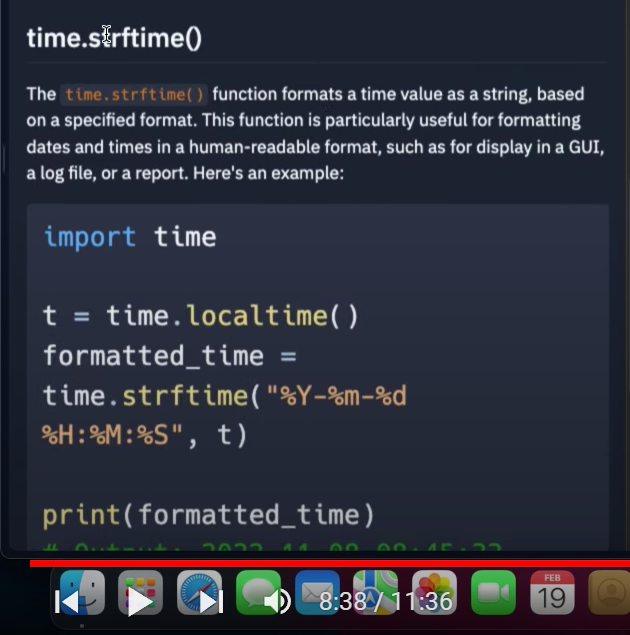 time.strftime()
The time.strftime() function formats a time value as a string, based
on a specified format. This function is particularly useful for formatting
dates and times in a human-readable format, such as for display in a GUI,
a log file, or a report. Here's an example:
import time
t = time.localtime()
formatted_time =
time.strftime("%Y-%m-%d
%H:%M:%S", t)
print(formatted_time)
# Output:
8:38 / 11:36
FEB
19